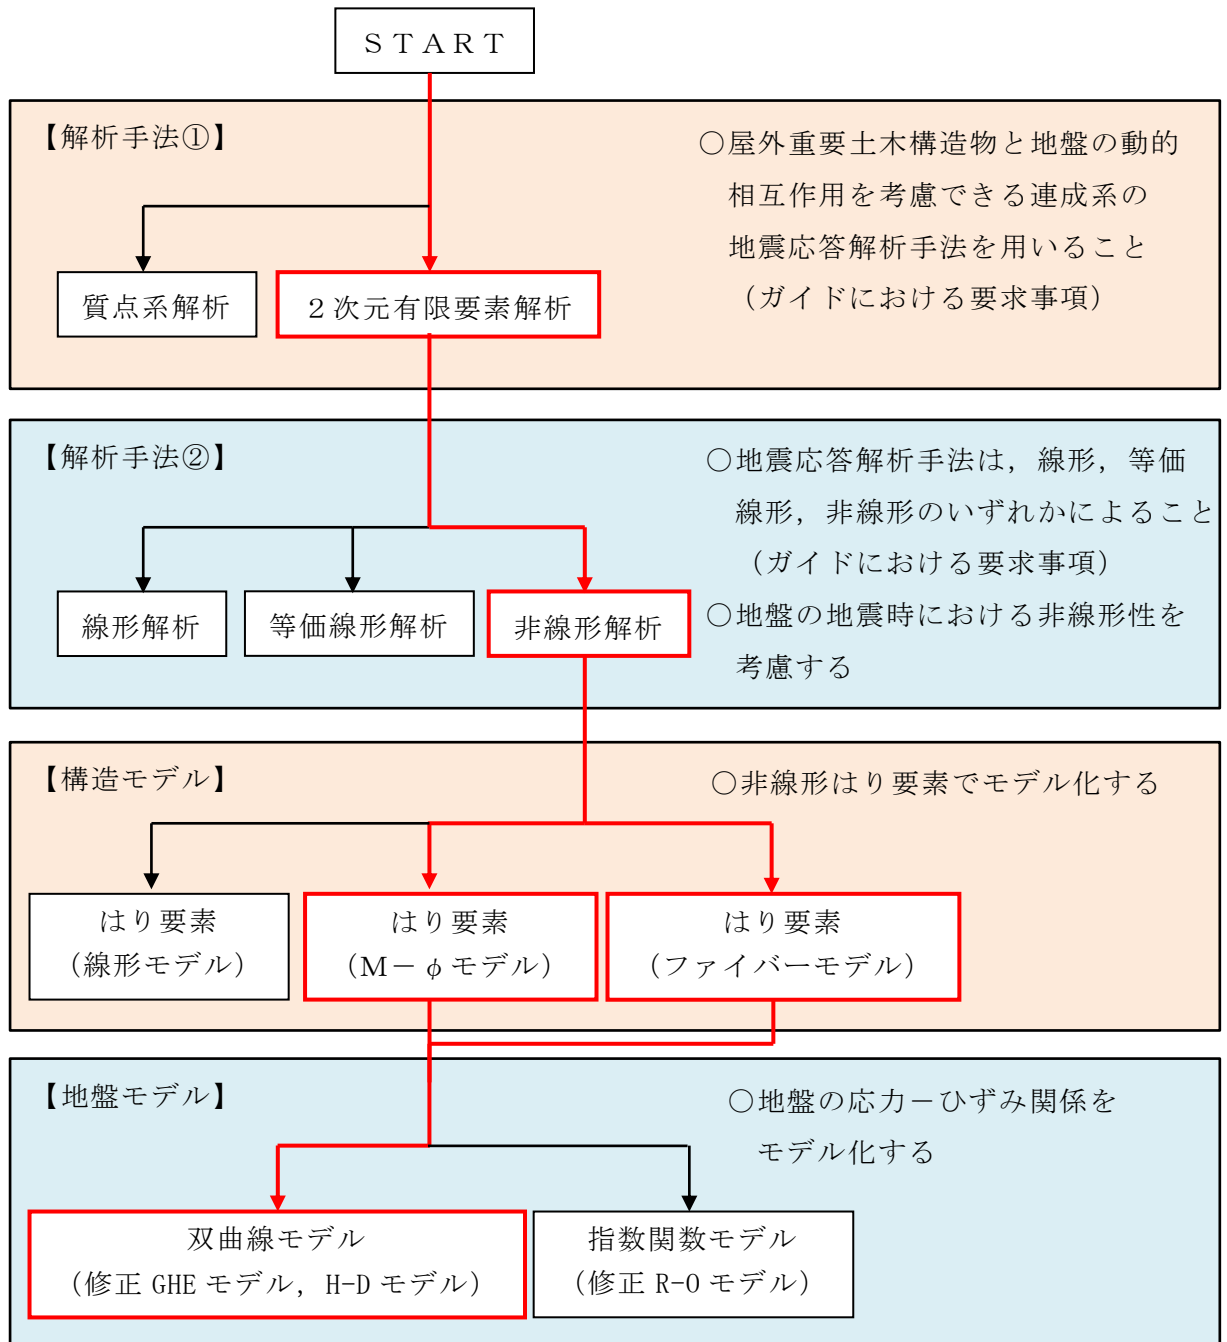 ＳＴＡＲＴ
【解析手法①】
○屋外重要土木構造物と地盤の動的
相互作用を考慮できる連成系の
地震応答解析手法を用いること
（ガイドにおける要求事項）
質点系解析
２次元有限要素解析
【解析手法②】
○地震応答解析手法は，線形，等価
線形，非線形のいずれかによること
（ガイドにおける要求事項）
○地盤の地震時における非線形性を
考慮する
線形解析
等価線形解析
非線形解析
【構造モデル】
○非線形はり要素でモデル化する
はり要素
（線形モデル）
はり要素
（Ｍ－φモデル）
はり要素
（ファイバーモデル）
【地盤モデル】
○地盤の応力－ひずみ関係を
モデル化する
双曲線モデル
（修正 GHE モデル，H-D モデル）
指数関数モデル
（修正 R-O モデル）